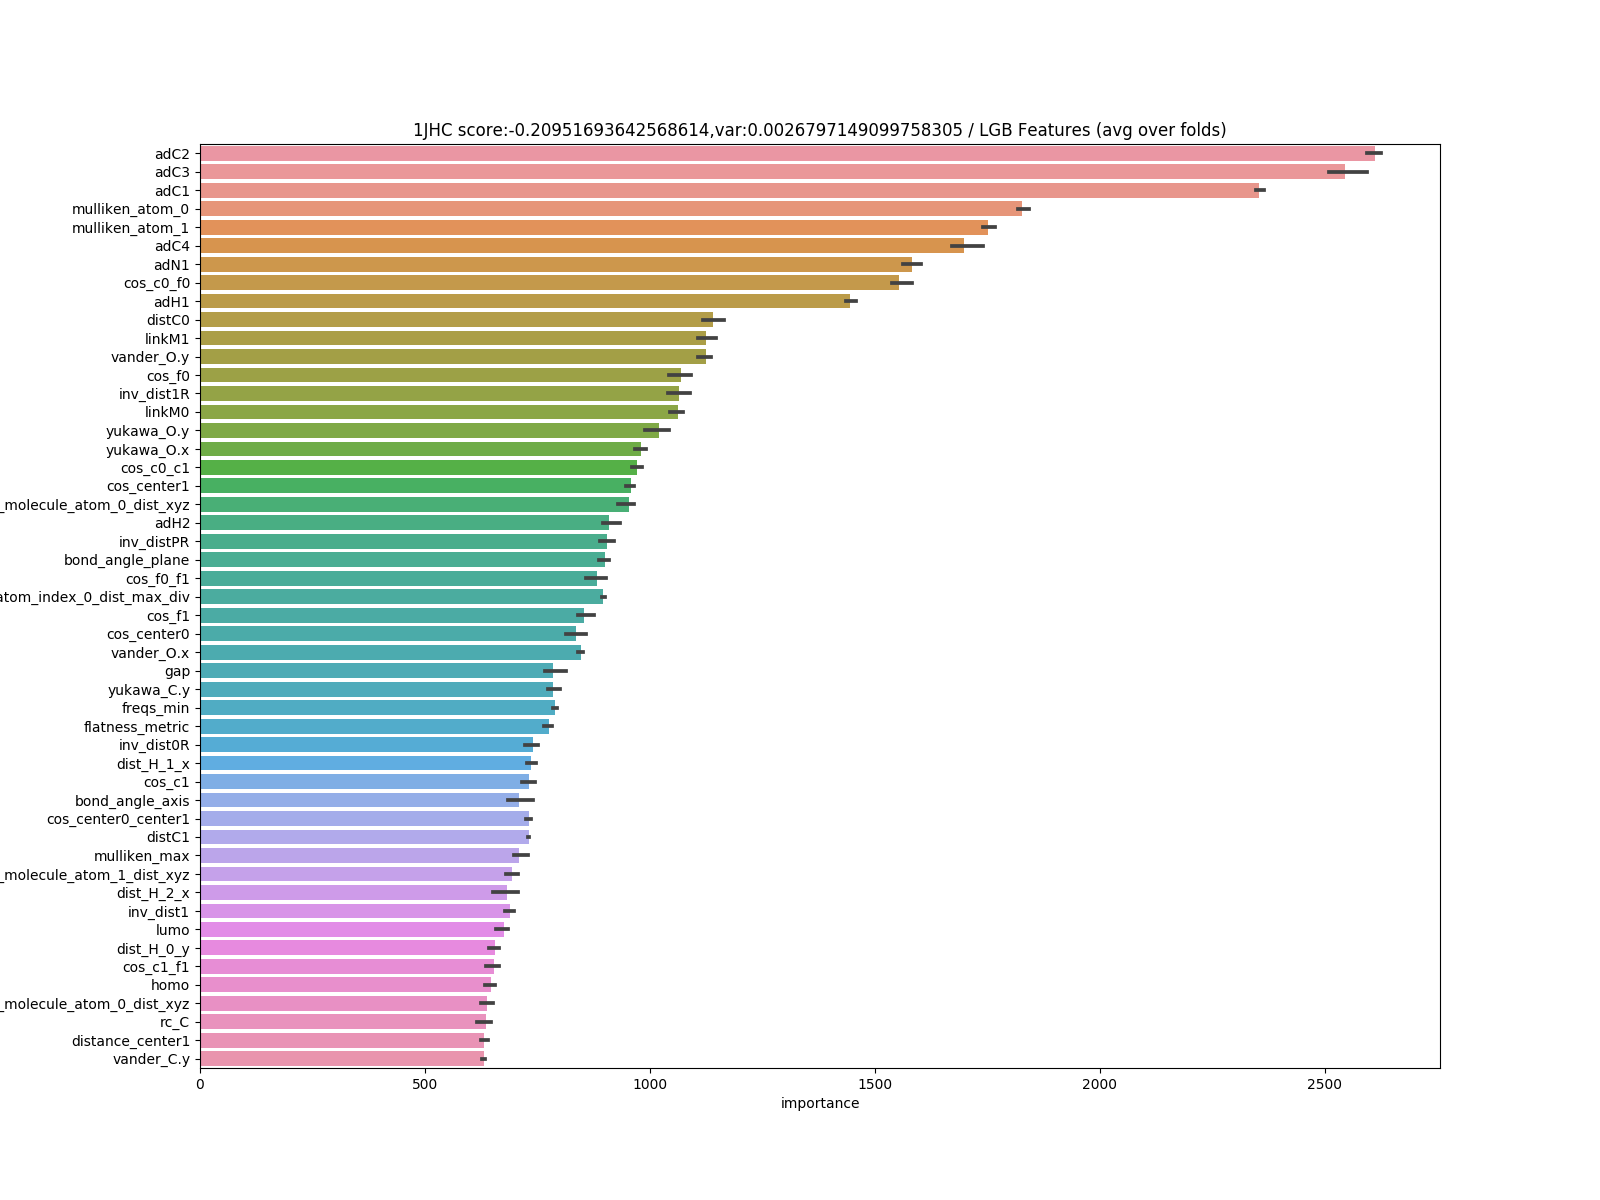 1JHC score:-0.20951693642568614,var:0.0026797149099758305 / LGB Features (avg over folds)
adC2
adC3
adC1
mulliken_atom_0
mulliken_atom_1
adC4
adN1
cos_c0_f0
adH1
distC0
linkM1
vander_O.y
cos_f0
inv_dist1R
linkM0
yukawa_O.y
yukawa_O.x
cos_c0_c1
cos_center1
_molecule_atom_0_dist_xyz
adH2
inv_distPR
bond_angle_plane
cos_f0_f1
atom_index_0_dist_max_div
cos_f1
cos_center0
vander_O.x
gap
yukawa_C.y
freqs_min
flatness_metric
inv_dist0R
dist_H_1_x
cos_c1
bond_angle_axis
cos_center0_center1
distC1
mulliken_max
_molecule_atom_1_dist_xyz
dist_H_2_x
inv_dist1
lumo
dist_H_0_y
cos_c1_f1
homo
_molecule_atom_0_dist_xyz
rc_C
distance_center1
vander_C.y
0 500 1000 1500 2000 2500
importance